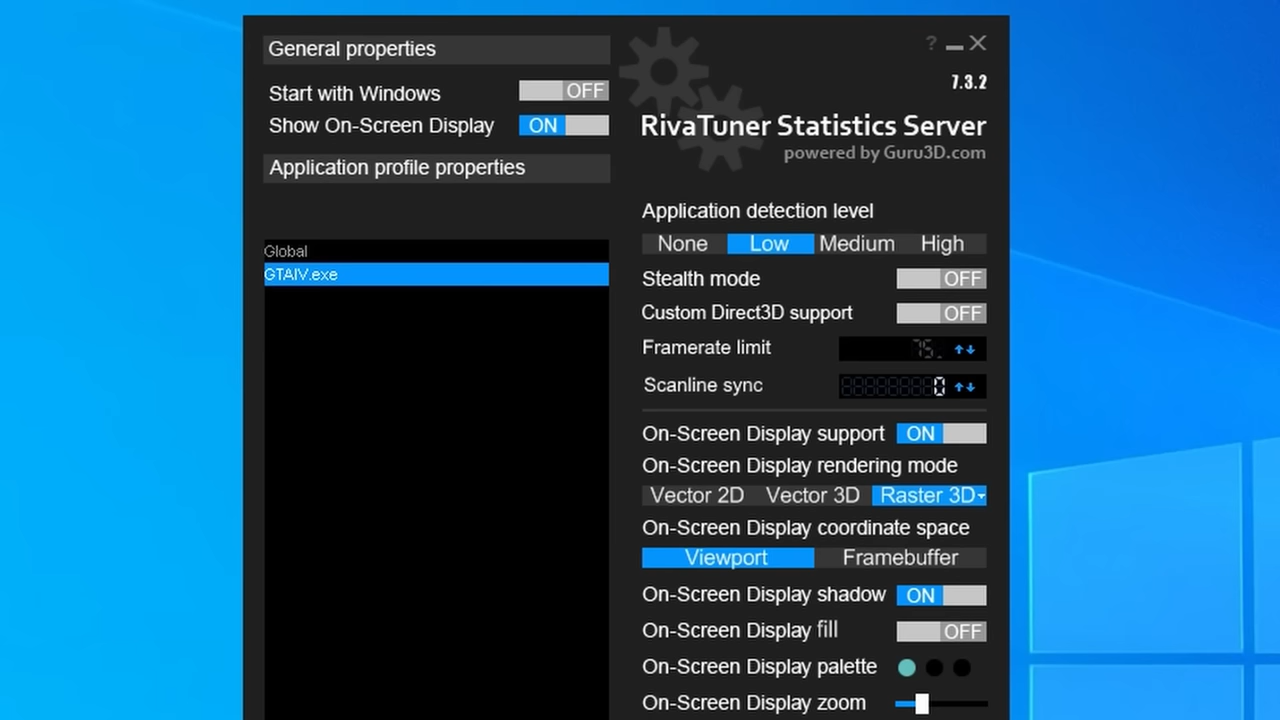 General properties
Start with Windows OFF
Show On-Screen Display ON
Application profile properties
Global
GTAIV.exe
?
7.3.2
RivaTuner Statistics Server
powered by Guru3D.com
Application detection level
None Low Medium High
Stealth mode OFF
Custom Direct3D support OFF
Framerate limit 75
Scanline sync 0
On-Screen Display support ON
On-Screen Display rendering mode
Vector 2D Vector 3D Raster 3D
On-Screen Display coordinate space
Viewport Framebuffer
On-Screen Display shadow ON
On-Screen Display fill OFF
On-Screen Display palette
On-Screen Display zoom